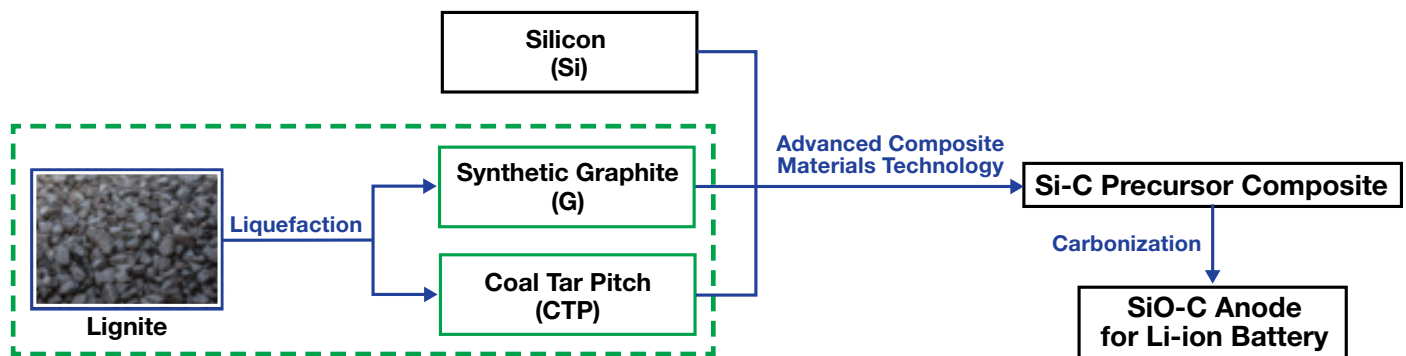 Silicon
(Si)
Advanced Composite
Materials Technology
Synthetic Graphite
(G)
Si-C Precursor Composite
Liquefaction
Carbonization
Coal Tar Pitch
(CTP)
Lignite
SiO-C Anode
for Li-ion Battery